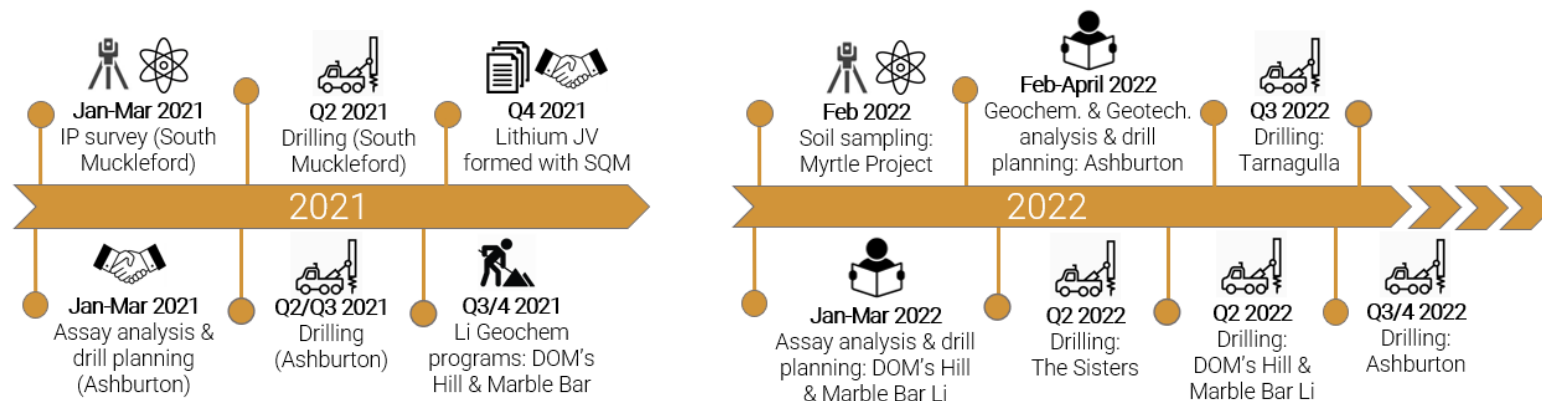 Jan-Mar 2021
IP survey (South
Muckleford)
Q2 2021
Drilling (South
Muckleford)
Q4 2021
Lithium JV
formed with SQM
2021
Jan-Mar 2021
Assay analysis &
drill planning
(Ashburton)
Q2/Q3 2021
Drilling
(Ashburton)
Q3/4 2021
Li Geochem
programs: DOM's
Hill & Marble Bar
Feb 2022
Soil sampling:
Myrtle Project
Feb-April 2022
Geochem. & Geotech.
analysis & drill
planning: Ashburton
Q3 2022
Drilling:
Tarnagulla
2022
Jan-Mar 2022
Assay analysis & drill
planning: DOM's Hill
& Marble Bar Li
Q2 2022
Drilling:
The Sisters
Q2 2022
Drilling:
DOM's Hill &
Marble Bar Li
Q3/4 2022
Drilling:
Ashburton